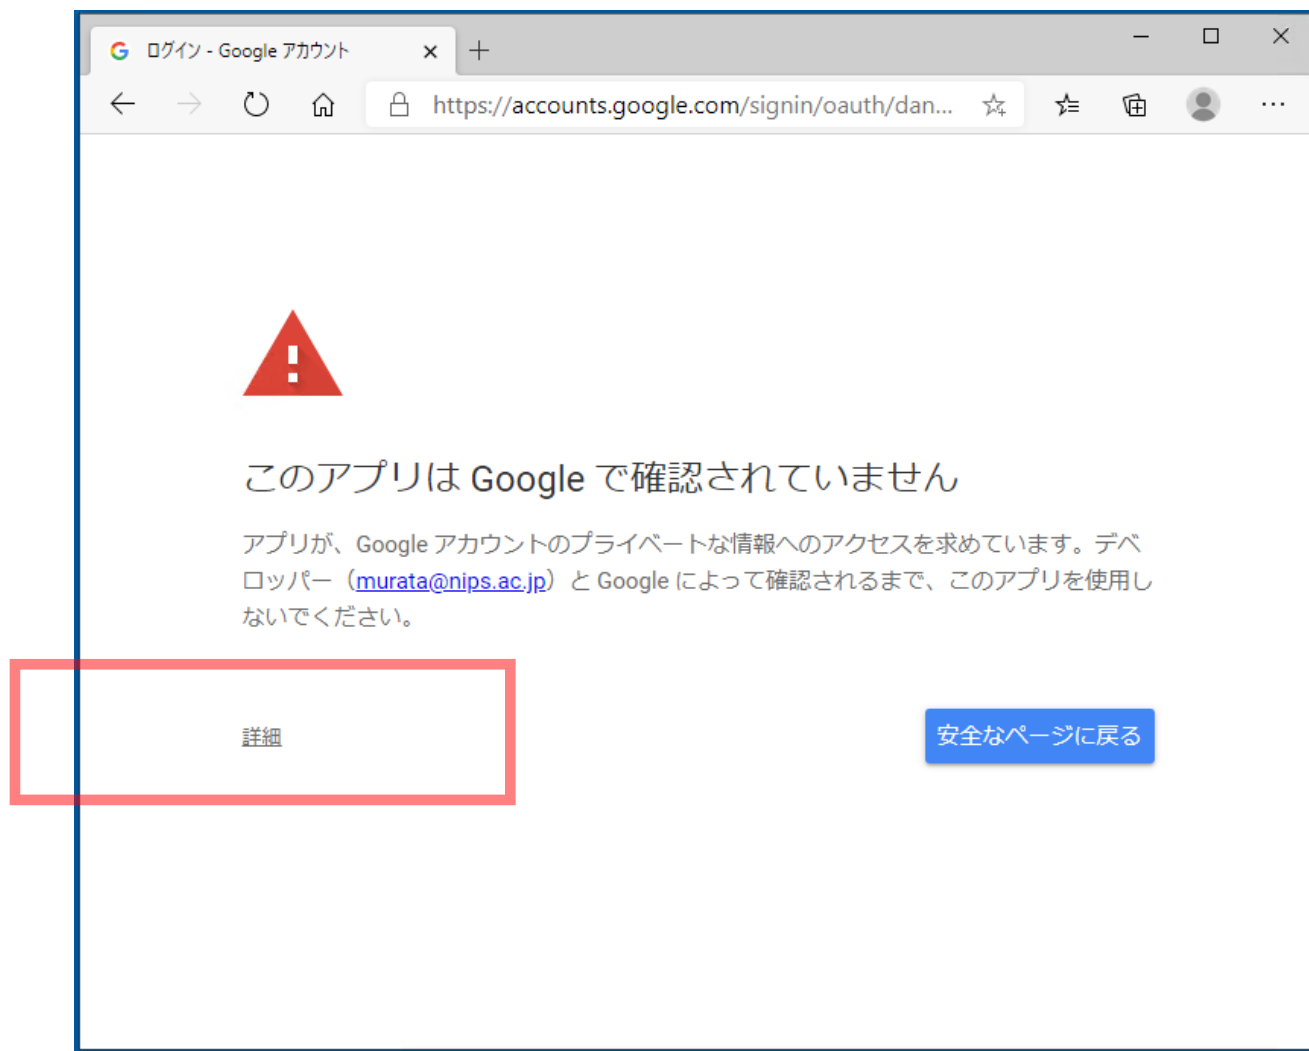 ログイン - Google アカウント
https://accounts.google.com/signin/oauth/dan...
このアプリは Google で確認されていません
アプリが、Google アカウントのプライベートな情報へのアクセスを求めています。デベ
ロッパー（murata@nips.ac.jp）と Google によって確認されるまで、このアプリを使用し
ないでください。
詳細
安全なページに戻る